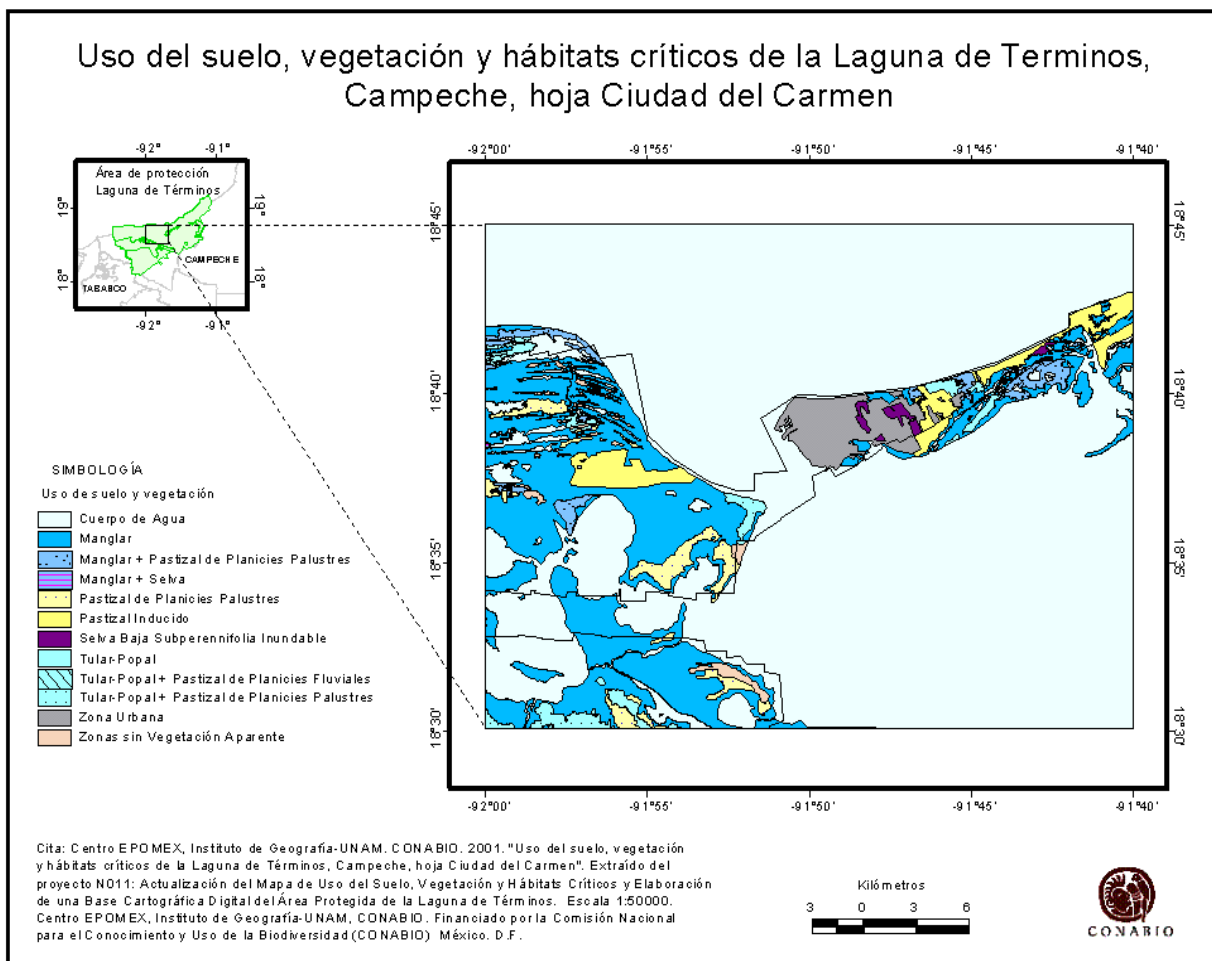 Uso del suelo, vegetación y hábitats críticos de la Laguna de Terminos,
Campeche, hoja Ciudad del Carmen
-92° -91°
Área de protección
Laguna de Términos
19° 19°
CAMPECHE
18° 18°
TABASCO
-92° -91°
-92°00' -91°55' -91°50' -91°45' -91°40'
18°45' 18°45'
18°40' 18°40'
18°35' 18°35'
18°30' 18°30'
-92°00' -91°55' -91°50' -91°45' -91°40'
SIMBOLOGÍA
Uso de suelo y vegetación
Cuerpo de Agua
Manglar
Manglar + Pastizal de Planicies Palustres
Manglar + Selva
Pastizal de Planicies Palustres
Pastizal Inducido
Selva Baja Subperennifolia Inundable
Tular-Popal
Tular-Popal + Pastizal de Planicies Fluviales
Tular-Popal + Pastizal de Planicies Palustres
Zona Urbana
Zonas sin Vegetación Aparente
Cita: Centro EPOMEX, Instituto de Geografía-UNAM. CONABIO. 2001. "Uso del suelo, vegetación
y hábitats críticos de la Laguna de Términos, Campeche, hoja Ciudad del Carmen". Extraído del
proyecto N011: Actualización del Mapa de Uso del Suelo, Vegetación y Hábitats Críticos y Elaboración
de una Base Cartográfica Digital del Área Protegida de la Laguna de Términos. Escala 1:50000.
Centro EPOMEX, Instituto de Geografía-UNAM, CONABIO. Financiado por la Comisión Nacional
para el Conocimiento y Uso de la Biodiversidad (CONABIO) México. D.F.
Kilómetros
3 0 3 6
CONABIO